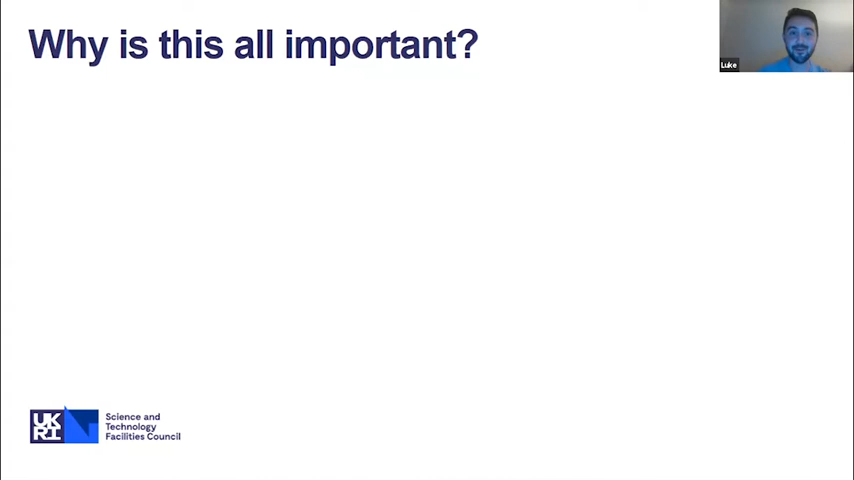 Why is this all important?
Luke
UK
RI
Science and
Technology
Facilities Council